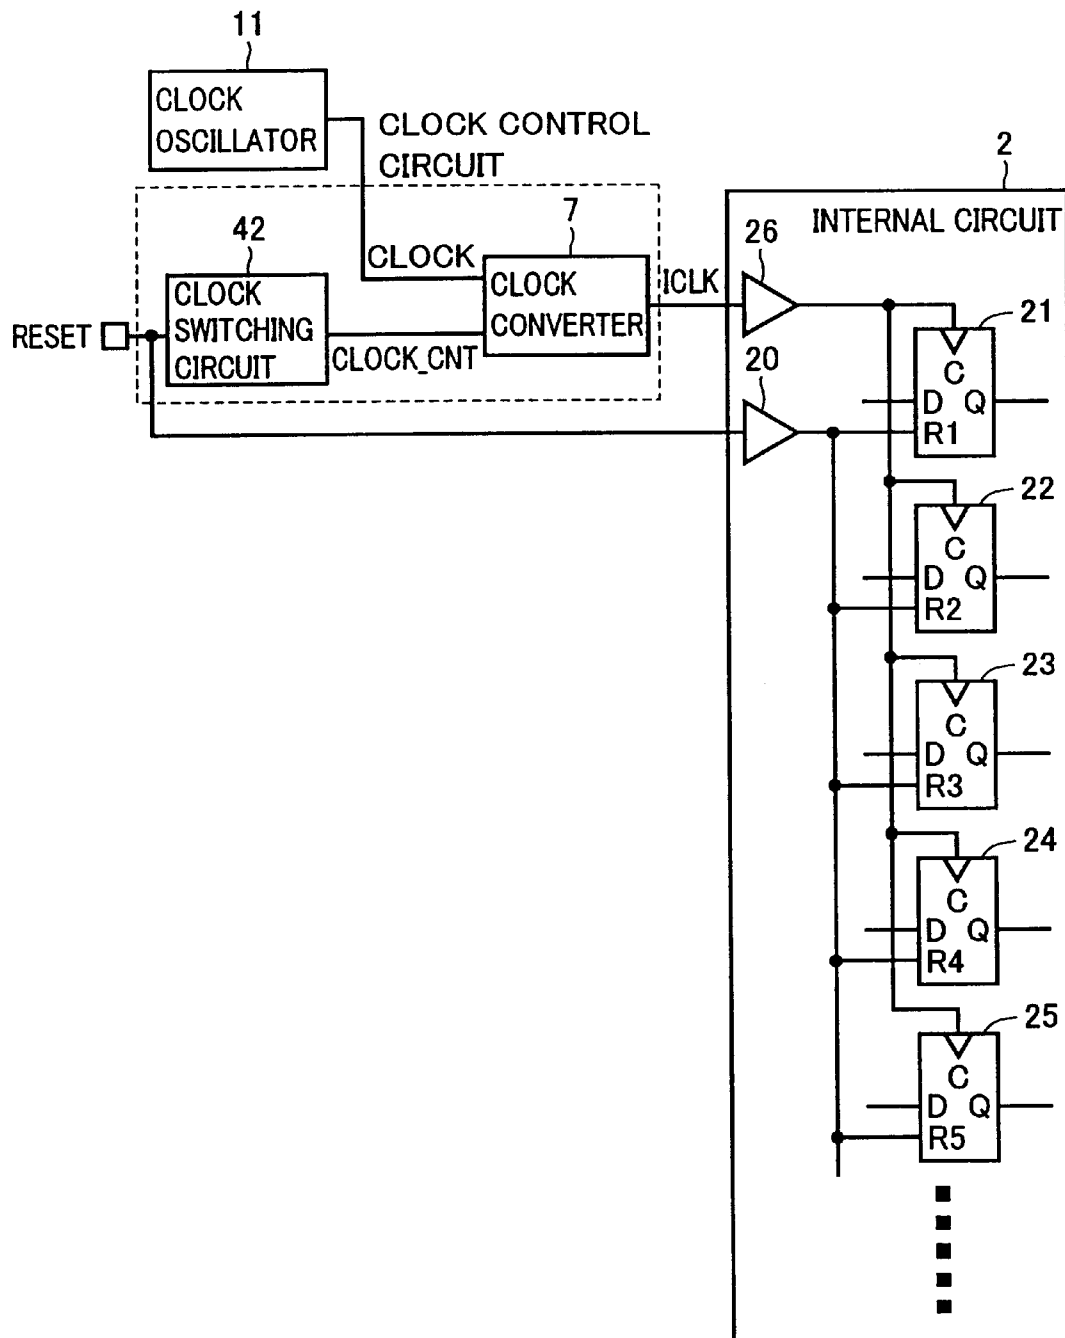 11
CLOCK
OSCILLATOR
CLOCK CONTROL
CIRCUIT
2
INTERNAL CIRCUIT
42
7
26
CLOCK
CLOCK
SWITCHING
CIRCUIT
CLOCK
CONVERTER
ICLK
RESET
CLOCK_CNT
20
21
C
D Q
R1
22
C
D Q
R2
23
C
D Q
R3
24
C
D Q
R4
25
C
D Q
R5